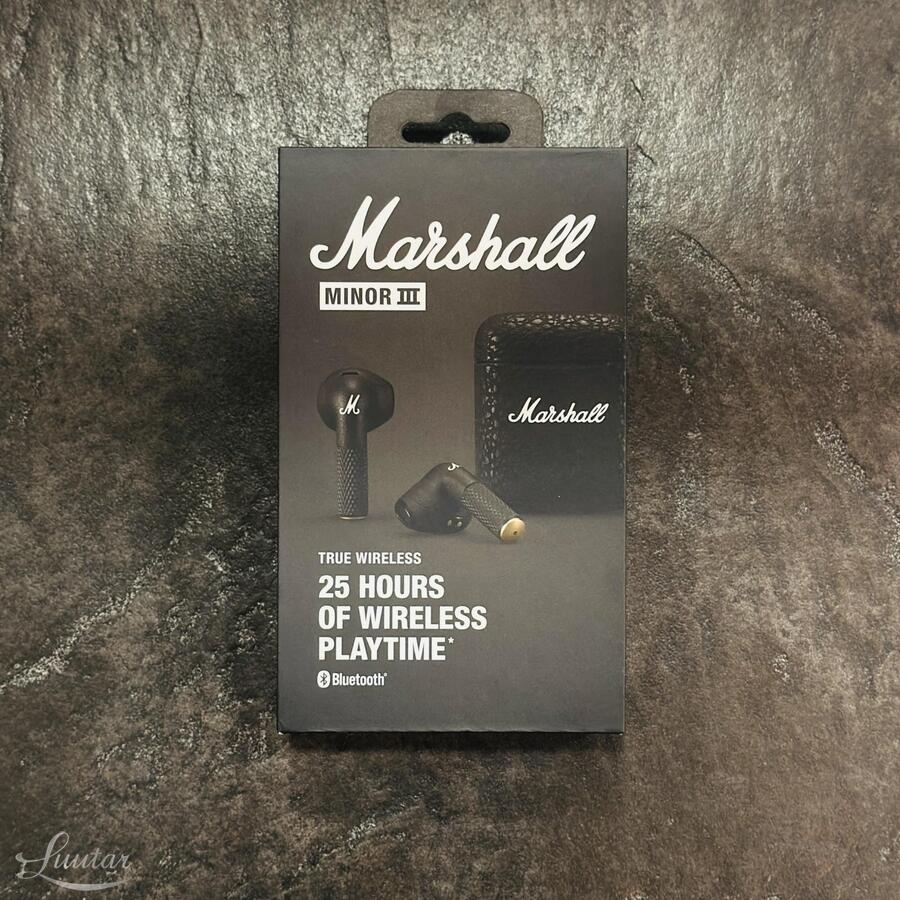 Marshall
MINOR III
M
Marshall
TRUE WIRELESS
25 HOURS
OF WIRELESS
PLAYTIME*
Bluetooth®
Luutar